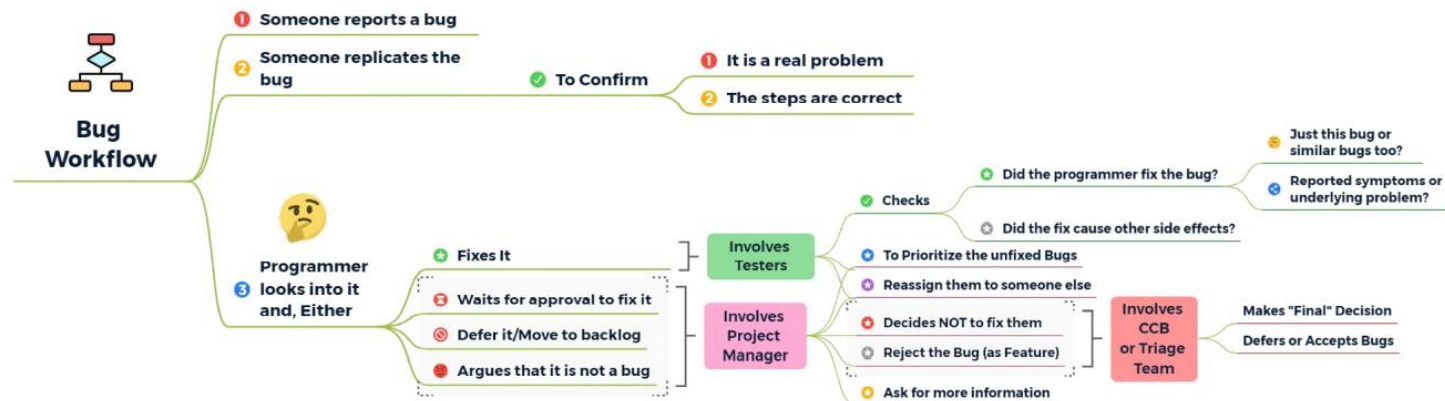 Bug
Workflow
1 Someone reports a bug
2 Someone replicates the
bug
To Confirm
1 It is a real problem
2 The steps are correct
3 Programmer
looks into it
and, Either
Fixes It
Waits for approval to fix it
Defer it/Move to backlog
Argues that it is not a bug
Involves
Testers
Checks
Did the programmer fix the bug?
Just this bug or
similar bugs too?
Reported symptoms or
underlying problem?
Did the fix cause other side effects?
Involves
Project
Manager
To Prioritize the unfixed Bugs
Reassign them to someone else
Decides NOT to fix them
Reject the Bug (as Feature)
Ask for more information
Involves
CCB
or Triage
Team
Makes "Final" Decision
Defers or Accepts Bugs